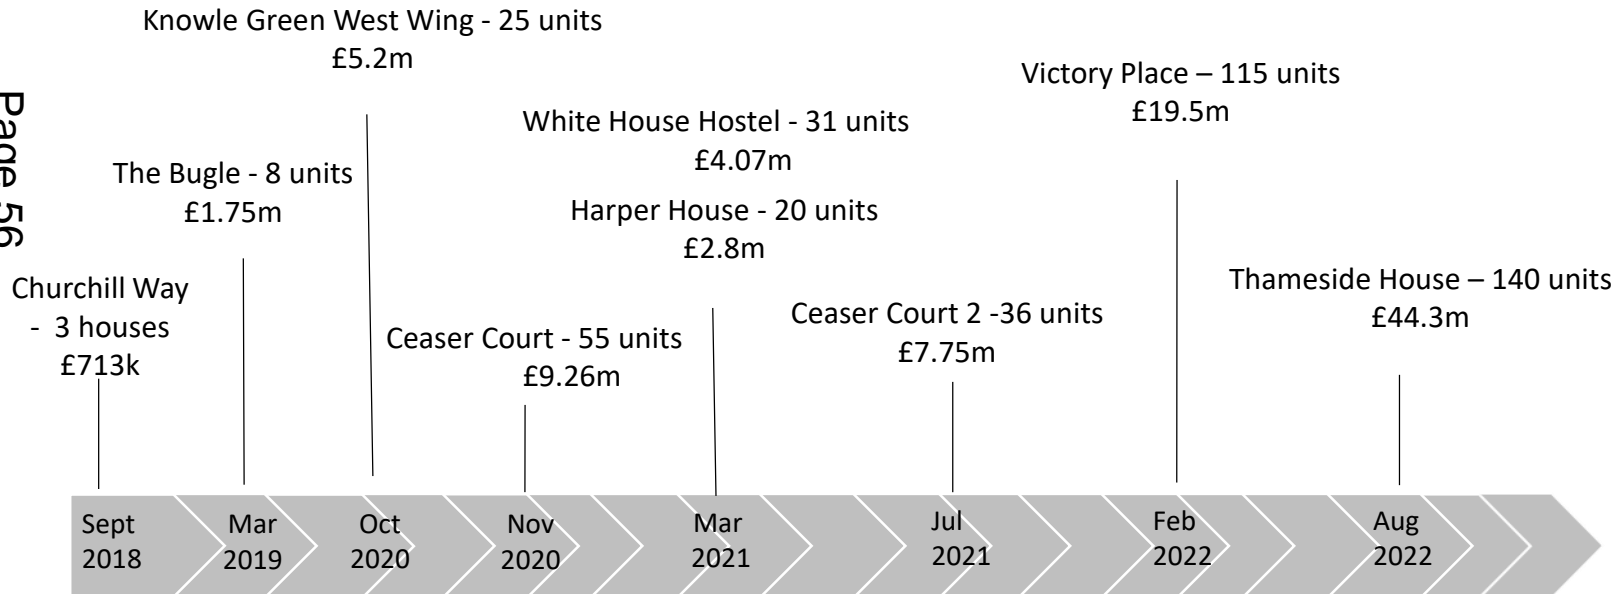 Page 56
Knowle Green West Wing - 25 units
£5.2m
Victory Place – 115 units
£19.5m
White House Hostel - 31 units
£4.07m
The Bugle - 8 units
£1.75m
Harper House - 20 units
£2.8m
Churchill Way
- 3 houses
£713k
Thameside House – 140 units
£44.3m
Ceaser Court 2 -36 units
£7.75m
Ceaser Court - 55 units
£9.26m
Sept
2018
Mar
2019
Oct
2020
Nov
2020
Mar
2021
Jul
2021
Feb
2022
Aug
2022